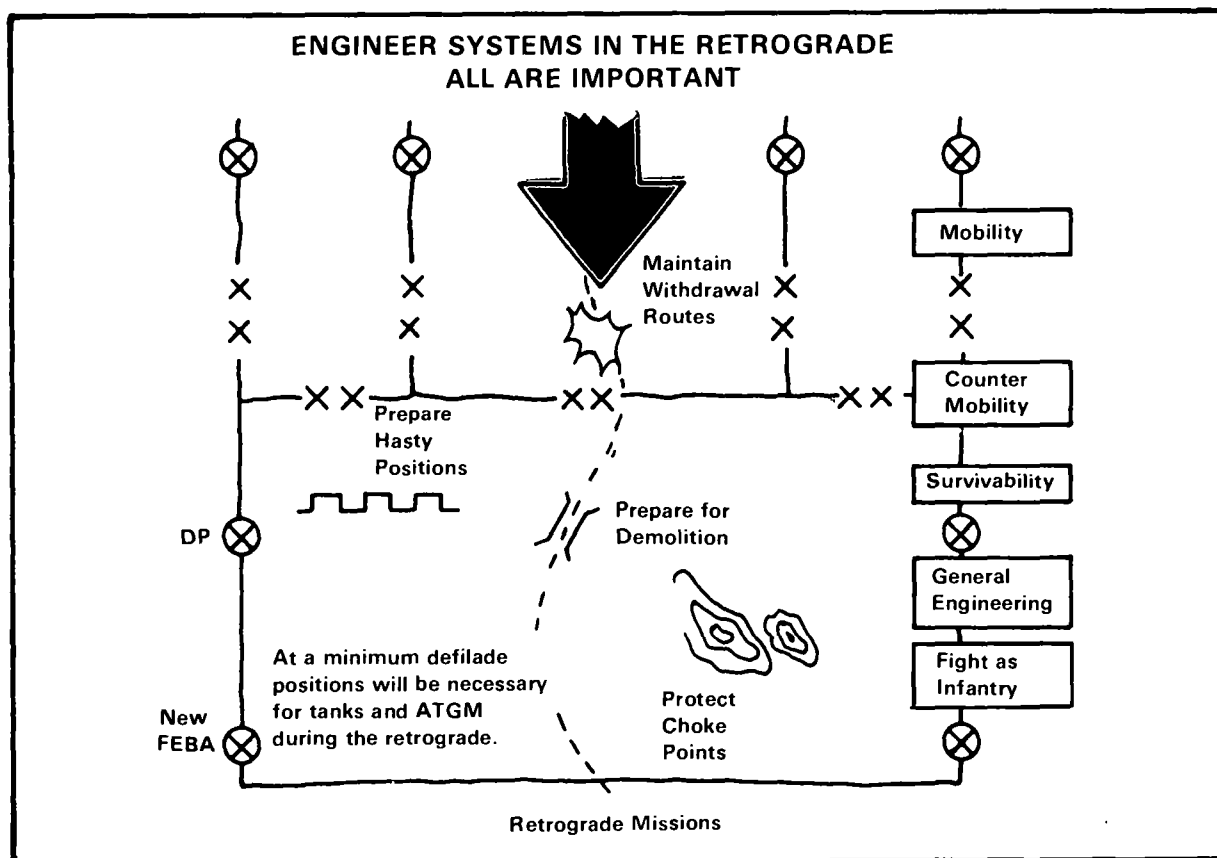 ENGINEER SYSTEMS IN THE RETROGRADE
ALL ARE IMPORTANT
Mobility
Maintain
Withdrawal
Routes
Counter
Mobility
Prepare
Hasty
Positions
Survivability
DP
Prepare for
Demolition
General
Engineering
At a minimum defilade
positions will be necessary
for tanks and ATGM
during the retrograde.
Fight as
Infantry
Protect
Choke
Points
New
FEBA
Retrograde Missions